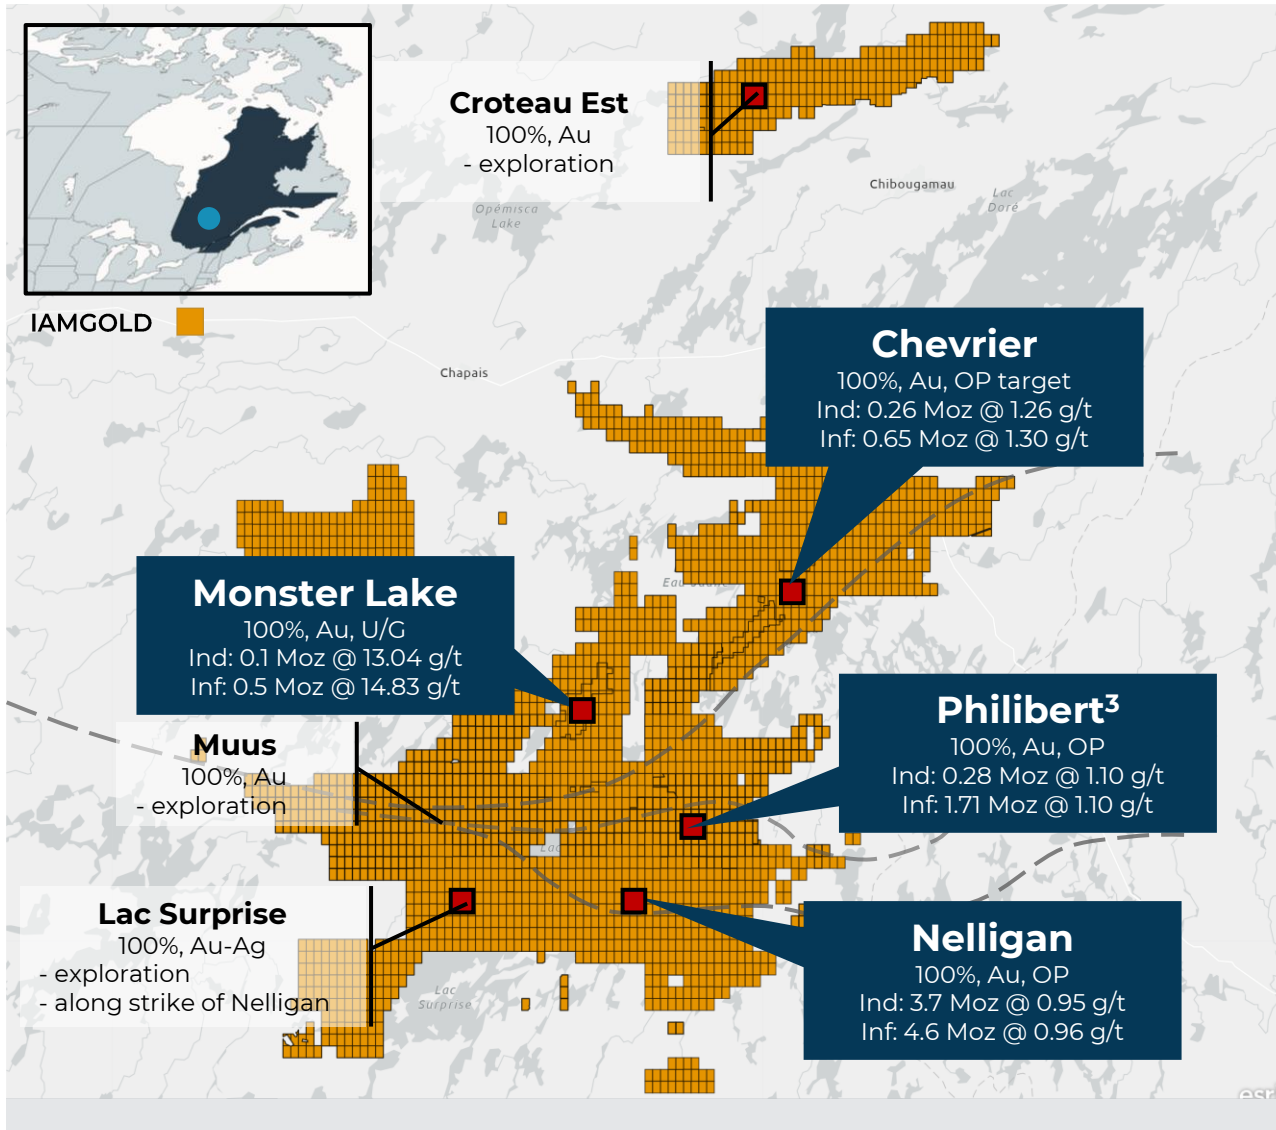 Croteau Est
100%, Au
- exploration
Chibougamau
Lac
Doré
Opémisca
Lake
IAMGOLD
Chapais
Chevrier
100%, Au, OP target
Ind: 0.26 Moz @ 1.26 g/t
Inf: 0.65 Moz @ 1.30 g/t
Monster Lake
100%, Au, U/G
Ind: 0.1 Moz @ 13.04 g/t
Inf: 0.5 Moz @ 14.83 g/t
Eau
Philibert³
100%, Au, OP
Ind: 0.28 Moz @ 1.10 g/t
Inf: 1.71 Moz @ 1.10 g/t
Muus
100%, Au
- exploration
Lac
Lac Surprise
100%, Au-Ag
- exploration
- along strike of Nelligan
Lac
Surprise
Nelligan
100%, Au, OP
Ind: 3.7 Moz @ 0.95 g/t
Inf: 4.6 Moz @ 0.96 g/t